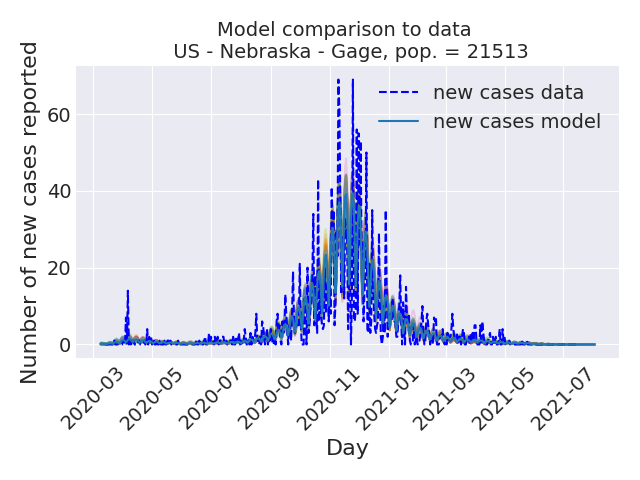 Model comparison to data
US - Nebraska - Gage, pop. = 21513
Number of new cases reported
60
40
20
0
new cases data
new cases model
2020-03
2020-05
2020-07
2020-09
2020-11
2021-01
2021-03
2021-05
2021-07
Day